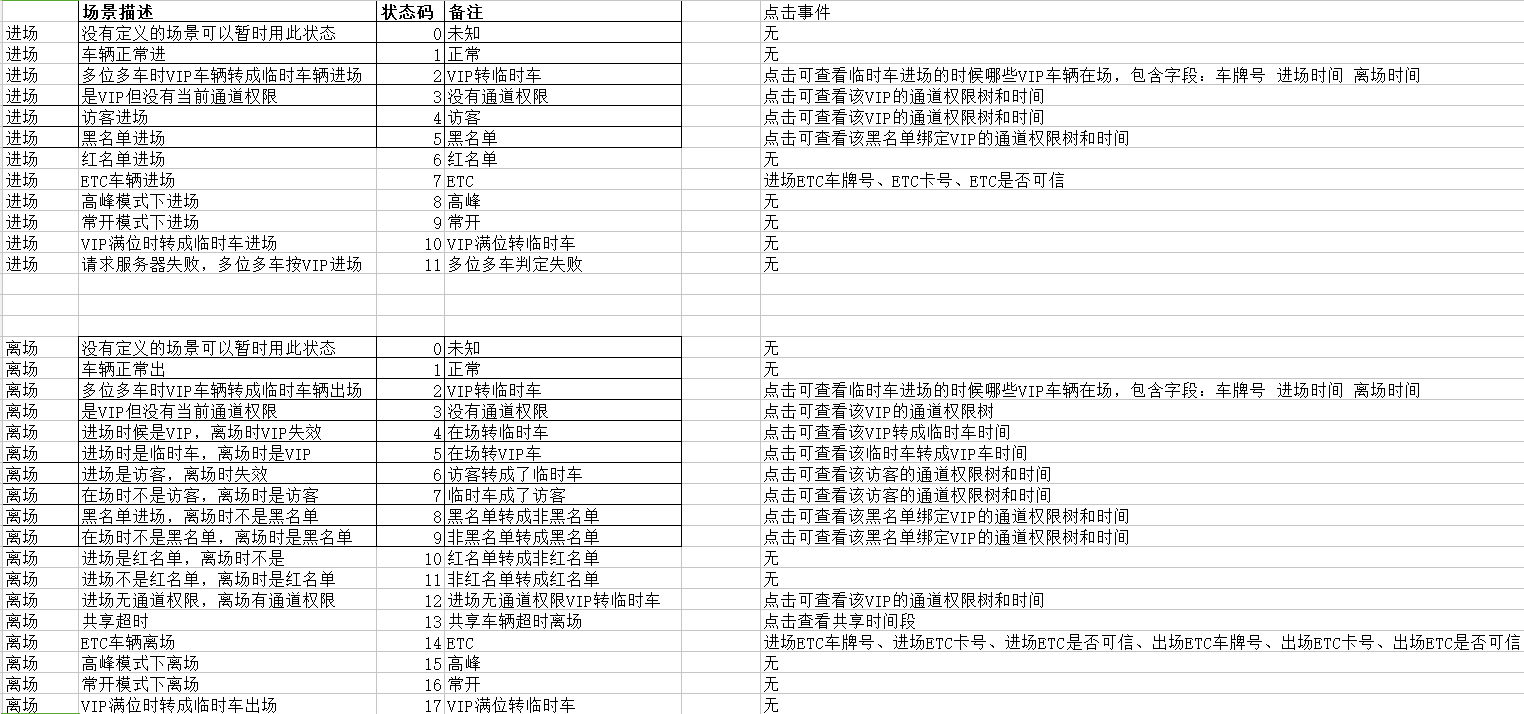 场景描述 状态码 备注 点击事件
进场 没有定义的场景可以暂时用此状态 0 未知 无
进场 车辆正常进 1 正常 无
进场 多位多车时VIP车辆转成临时车辆进场 2 VIP转临时车 点击可查看临时车进场的时候哪些VIP车辆在场，包含字段：车牌号 进场时间 离场时间
进场 是VIP但没有当前通道权限 3 没有通道权限 点击可查看该VIP的通道权限树和时间
进场 访客进场 4 访客 点击可查看该VIP的通道权限树和时间
进场 黑名单进场 5 黑名单 点击可查看该黑名单绑定VIP的通道权限树和时间
进场 红名单进场 6 红名单 无
进场 ETC车辆进场 7 ETC 进场ETC车牌号、ETC卡号、ETC是否可信
进场 高峰模式下进场 8 高峰 无
进场 常开模式下进场 9 常开 无
进场 VIP满位时转成临时车进场 10 VIP满位转临时车 无
进场 请求服务器失败，多位多车按VIP进场 11 多位多车判定失败 无
离场 没有定义的场景可以暂时用此状态 0 未知 无
离场 车辆正常出 1 正常 无
离场 多位多车时VIP车辆转成临时车辆出场 2 VIP转临时车 点击可查看临时车进场的时候哪些VIP车辆在场，包含字段：车牌号 进场时间 离场时间
离场 是VIP但没有当前通道权限 3 没有通道权限 点击可查看该VIP的通道权限树
离场 进场时候是VIP，离场时VIP失效 4 在场转临时车 点击可查看该VIP转成临时车时间
离场 进场时是临时车，离场时是VIP 5 在场转VIP车 点击可查看该临时车转成VIP车时间
离场 进场是访客，离场时失效 6 访客转成了临时车 点击可查看该访客的通道权限树和时间
离场 在场时不是访客，离场时是访客 7 临时车成了访客 点击可查看该访客的通道权限树和时间
离场 黑名单进场，离场时不是黑名单 8 黑名单转成非黑名单 点击可查看该黑名单绑定VIP的通道权限树和时间
离场 在场时不是黑名单，离场时是黑名单 9 非黑名单转成黑名单 点击可查看该黑名单绑定VIP的通道权限树和时间
离场 进场是红名单，离场时不是 10 红名单转成非红名单 无
离场 进场不是红名单，离场时是红名单 11 非红名单转成红名单 无
离场 进场无通道权限，离场有通道权限 12 进场无通道权限VIP转临时车 点击可查看该VIP的通道权限树和时间
离场 共享超时 13 共享车辆超时离场 点击查看共享时间段
离场 ETC车辆离场 14 ETC 进场ETC车牌号、进场ETC卡号、进场ETC是否可信、出场ETC车牌号、出场ETC卡号、出场ETC是否可信
离场 高峰模式下离场 15 高峰 无
离场 常开模式下离场 16 常开 无
离场 VIP满位时转成临时车出场 17 VIP满位转临时车 无